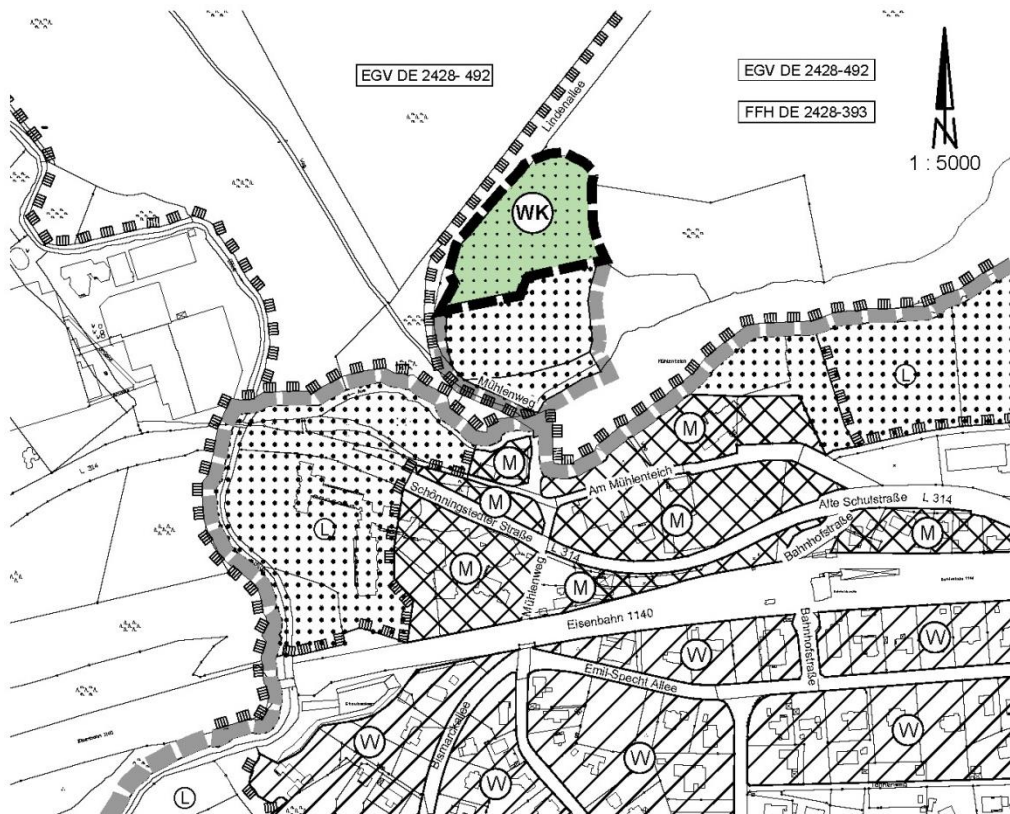 EGV DE 2428- 492
EGV DE 2428-492
FFH DE 2428-393
N
1 : 5000
Lindenallee
WK
Mühlenweg
L 314
L
M
M
M
Am Mühlenteich
Schönningstedter Straße
L 314
M
Alte Schulstraße L 314
Bahnhofstraße
M
L
M
Mühlenweg
M
Eisenbahn 1140
Bahnhofstraße
W
W
Emil-Specht Allee
Bismarckallee
W
W
W
W
L